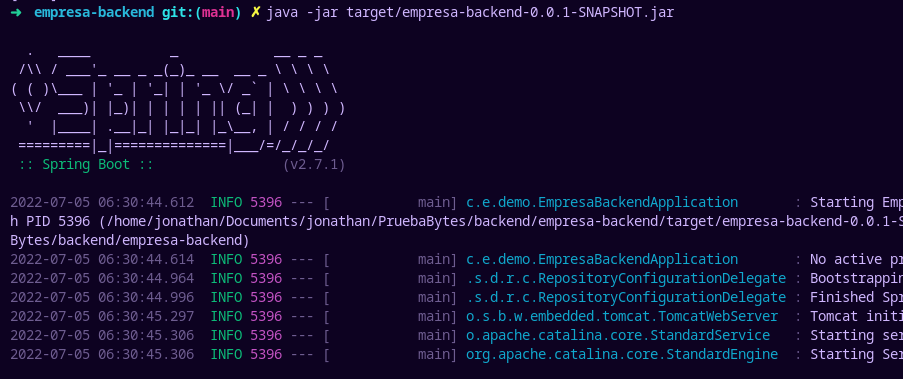 ➜  empresa-backend git:(main) ✗ java -jar target/empresa-backend-0.0.1-SNAPSHOT.jar

  .   ____          _            __ _ _
 /\\ / ___'_ __ _ _(_)_ __  __ _ \ \ \ \
( ( )\___ | '_ | '_| | '_ \/ _` | \ \ \ \
 \\/  ___)| |_)| | | | | || (_| |  ) ) ) )
  '  |____| .__|_| |_|_| |_\__, | / / / /
 =========|_|==============|___/=/_/_/_/
 :: Spring Boot ::                (v2.7.1)

2022-07-05 06:30:44.612  INFO 5396 --- [           main] c.e.demo.EmpresaBackendApplication       : Starting Emp
h PID 5396 (/home/jonathan/Documents/jonathan/PruebaBytes/backend/empresa-backend/target/empresa-backend-0.0.1-S
Bytes/backend/empresa-backend)
2022-07-05 06:30:44.614  INFO 5396 --- [           main] c.e.demo.EmpresaBackendApplication       : No active pr
2022-07-05 06:30:44.964  INFO 5396 --- [           main] .s.d.r.c.RepositoryConfigurationDelegate : Bootstrappin
2022-07-05 06:30:44.996  INFO 5396 --- [           main] .s.d.r.c.RepositoryConfigurationDelegate : Finished Spr
2022-07-05 06:30:45.297  INFO 5396 --- [           main] o.s.b.w.embedded.tomcat.TomcatWebServer  : Tomcat initi
2022-07-05 06:30:45.306  INFO 5396 --- [           main] o.apache.catalina.core.StandardService   : Starting ser
2022-07-05 06:30:45.306  INFO 5396 --- [           main] org.apache.catalina.core.StandardEngine  : Starting Ser